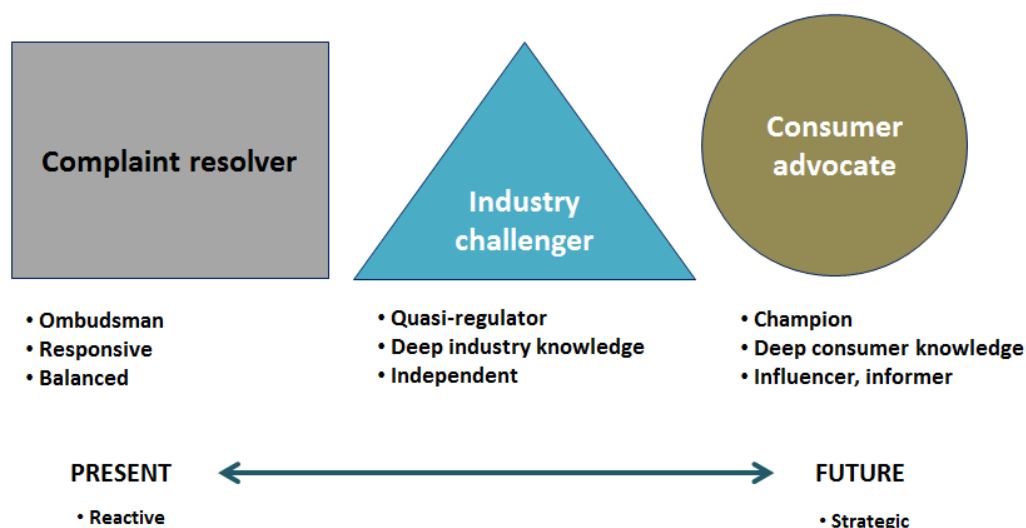 Complaint resolver
Industry
challenger
Consumer
advocate
• Ombudsman
• Responsive
• Balanced
• Quasi-regulator
• Deep industry knowledge
• Independent
• Champion
• Deep consumer knowledge
• Influencer, informer
PRESENT
FUTURE
• Reactive
• Strategic